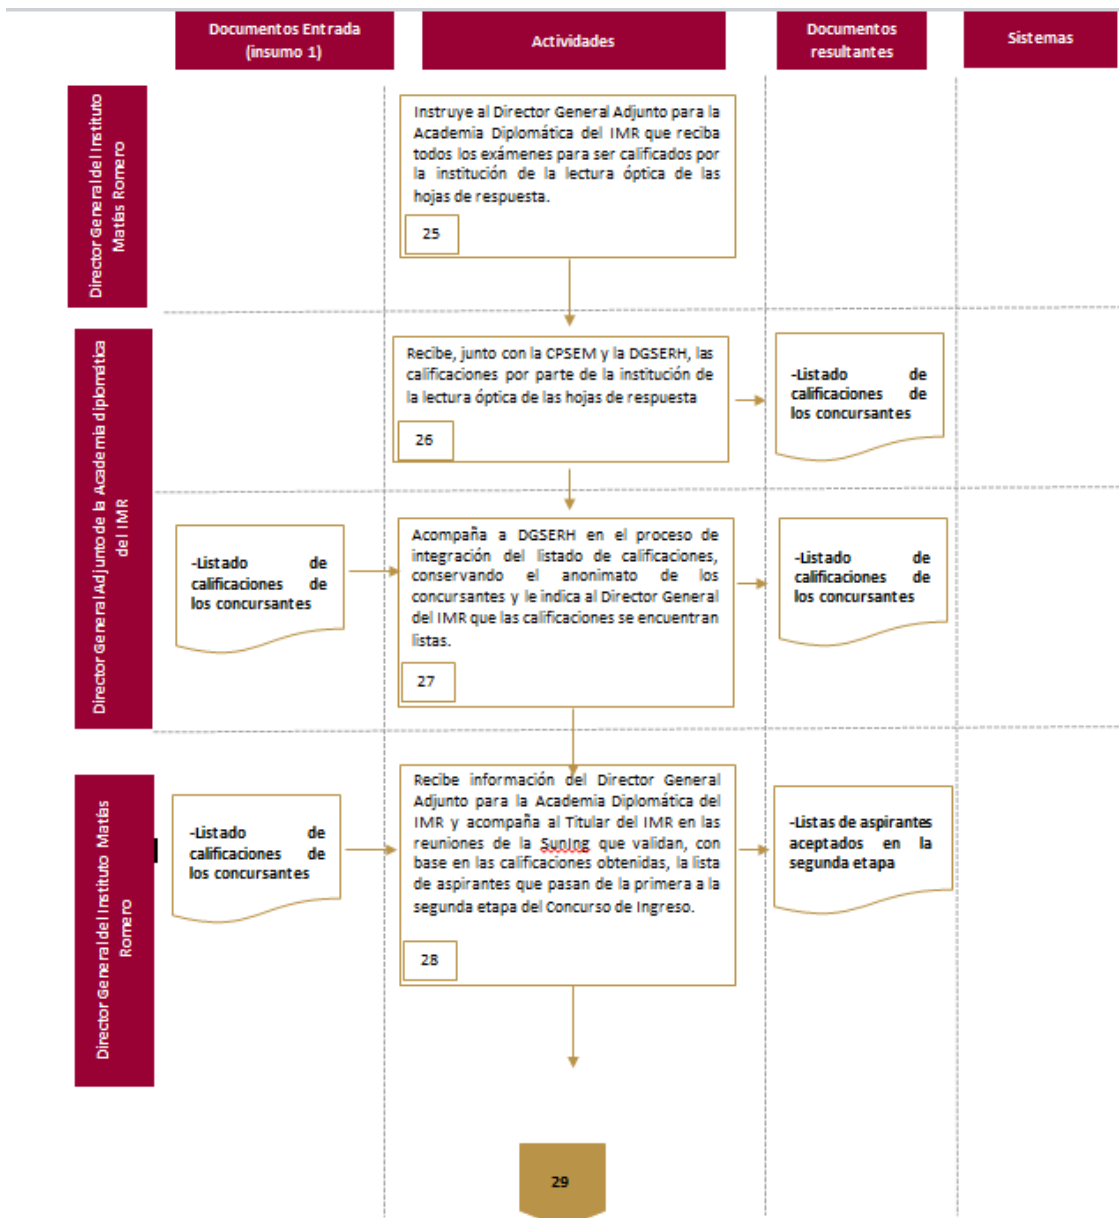 Documentos Entrada
(insumo 1)
Actividades
Documentos
resultantes
Sistemas
Director General del Instituto
Matías Romero
Instruye al Director General Adjunto para la
Academia Diplomática del IMR que reciba
todos los exámenes para ser calificados por
la institución de la lectura óptica de las
hojas de respuesta.
25
Director General Adjunto de la Academia diplomática
del IMR
Recibe, junto con la CPSEM y la DGSERH, las
calificaciones por parte de la institución de
la lectura óptica de las hojas de respuesta
26
-Listado de
calificaciones de
los concursantes
-Listado de
calificaciones de
los concursantes
Acompaña a DGSERH en el proceso de
integración del listado de calificaciones,
conservando el anonimato de los
concursantes y le indica al Director General
del IMR que las calificaciones se encuentran
listas.
27
-Listado de
calificaciones de
los concursantes
Director General del Instituto Matías
Romero
-Listado de
calificaciones de
los concursantes
Recibe información del Director General
Adjunto para la Academia Diplomática del
IMR y acompaña al Titular del IMR en las
reuniones de la SunIng que validan, con
base en las calificaciones obtenidas, la lista
de aspirantes que pasan de la primera a la
segunda etapa del Concurso de Ingreso.
28
-Listas de aspirantes
aceptados en la
segunda etapa
29